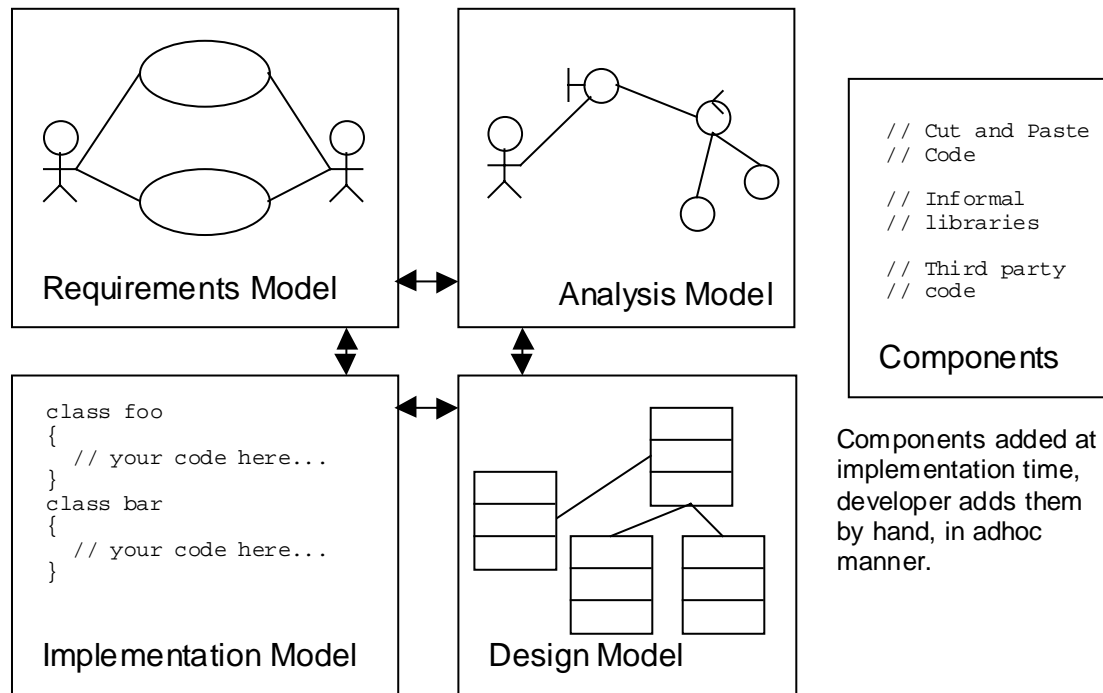 Requirements Model
Analysis Model
// Cut and Paste
// Code
// Informal
// libraries
// Third party
// code
Components
Components added at
implementation time,
developer adds them
by hand, in adhoc
manner.
class foo
{
  // your code here...
}
class bar
{
  // your code here...
}
Implementation Model
Design Model